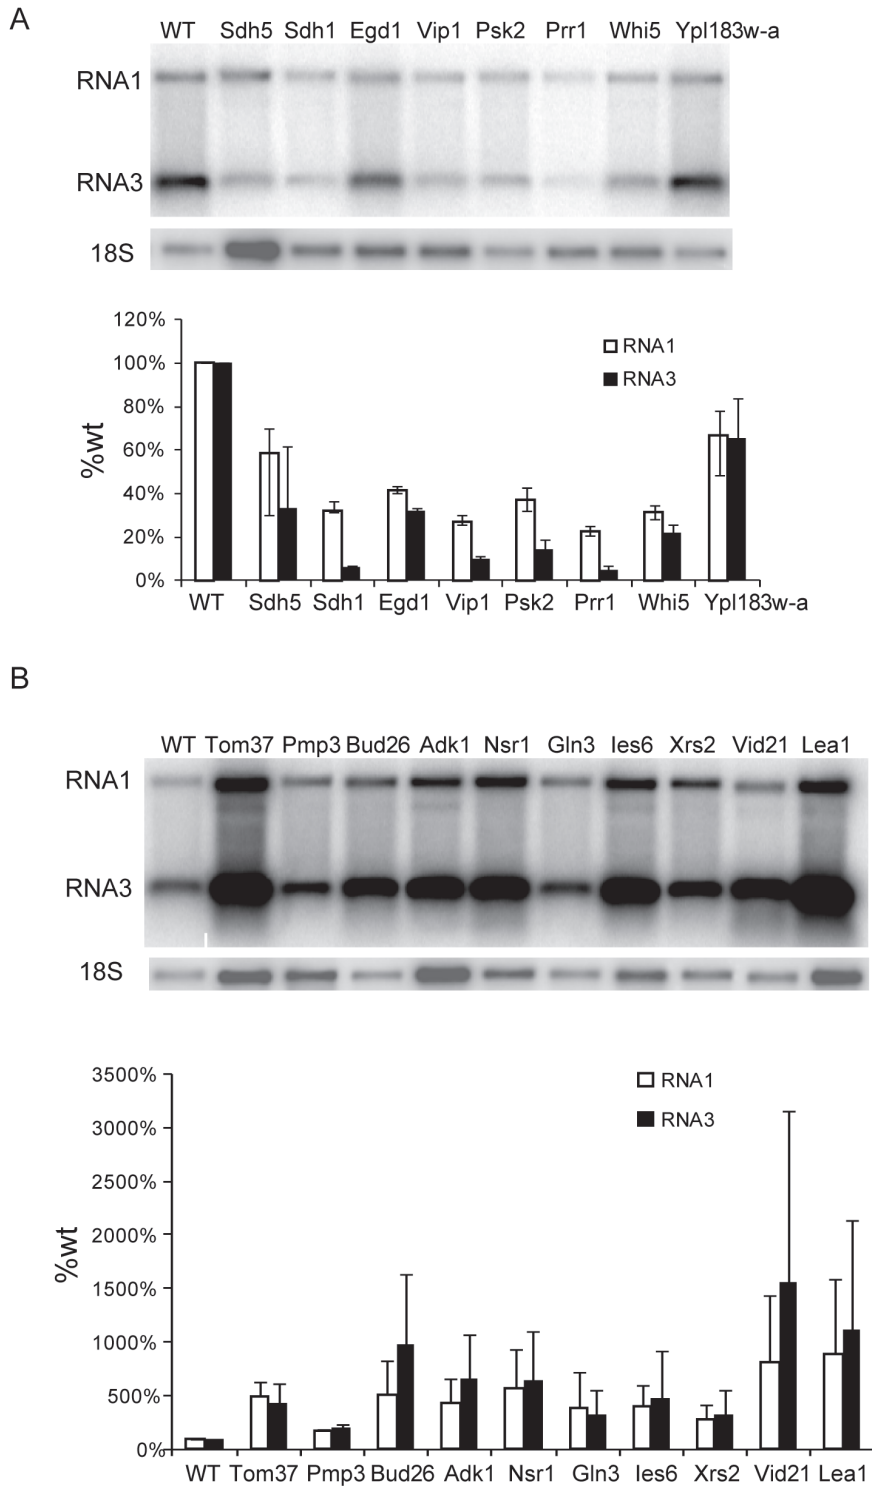 A
WT Sdh5 Sdh1 Egd1 Vip1 Psk2 Prr1 Whi5 Ypl183w-a
RNA1
RNA3
18S
120%
100%
80%
60%
40%
20%
0%
%wt
RNA1
RNA3
WT Sdh5 Sdh1 Egd1 Vip1 Psk2 Prr1 Whi5 Ypl183w-a
B
WT Tom37 Pmp3 Bud26 Adk1 Nsr1 Gln3 Ies6 Xrs2 Vid21 Lea1
RNA1
RNA3
18S
3500%
3000%
2500%
2000%
1500%
1000%
500%
0%
%wt
RNA1
RNA3
WT Tom37 Pmp3 Bud26 Adk1 Nsr1 Gln3 Ies6 Xrs2 Vid21 Lea1